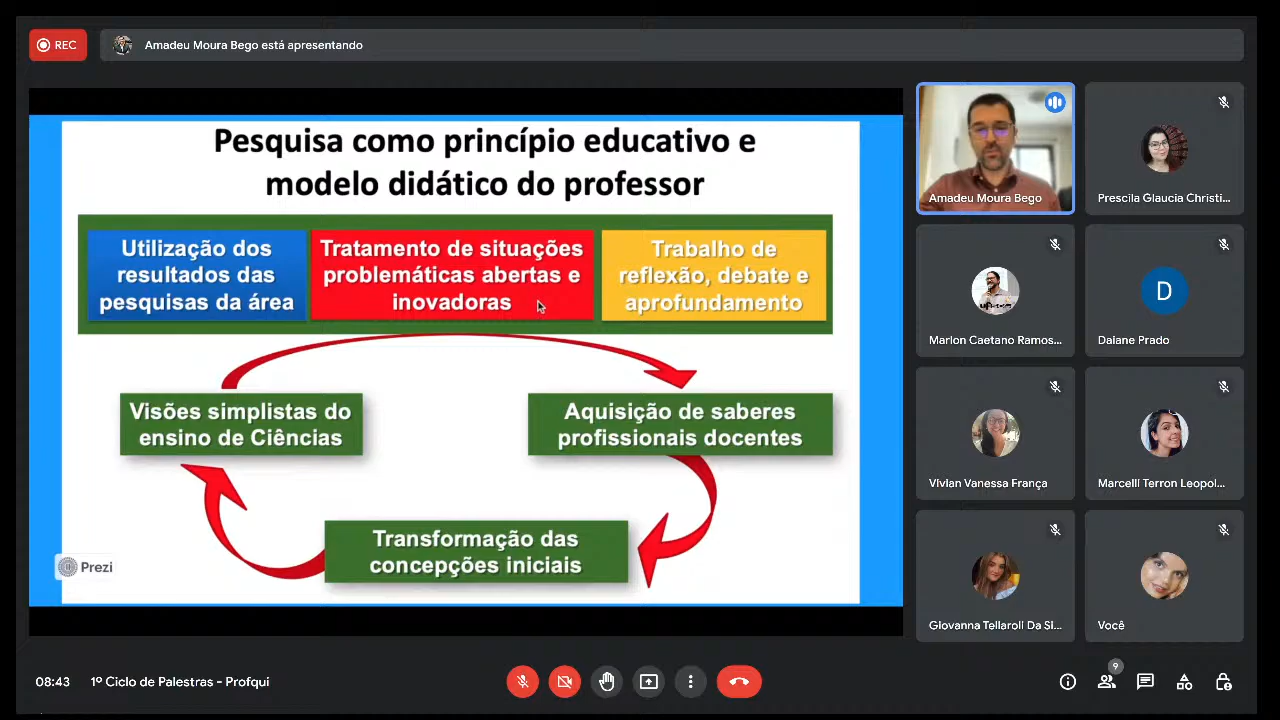 REC
Amadeu Moura Bego está apresentando
Pesquisa como princípio educativo e
modelo didático do professor
Utilização dos
resultados das
pesquisas da área
Tratamento de situações
problemáticas abertas e
inovadoras
Trabalho de
reflexão, debate e
aprofundamento
Visões simplistas do
ensino de Ciências
Aquisição de saberes
profissionais docentes
Transformação das
concepções iniciais
Prezi
Amadeu Moura Bego
Prescila Glaucia Christi...
Marlon Caetano Ramos...
D
Daiane Prado
Vivian Vanessa França
Marcelli Terron Leopol...
Giovanna Tellaroli Da Si...
Você
08:43
1º Ciclo de Palestras - Profqui
9